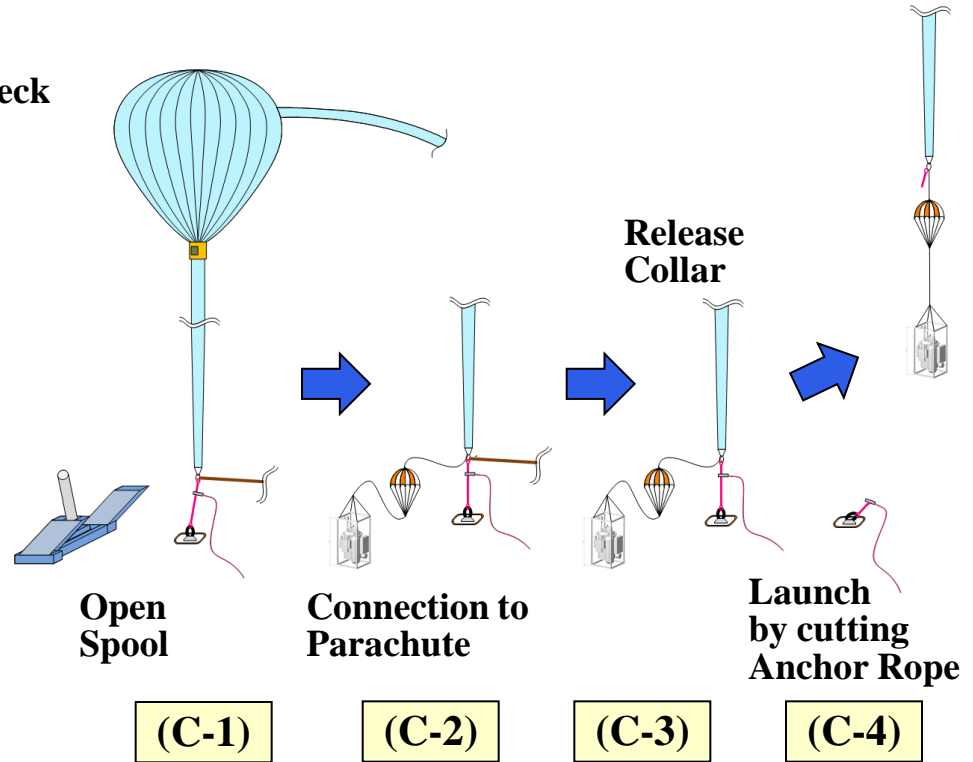 eck
Release
Collar
Open
Spool
Connection to
Parachute
Launch
by cutting
Anchor Rope
(C-1)
(C-2)
(C-3)
(C-4)